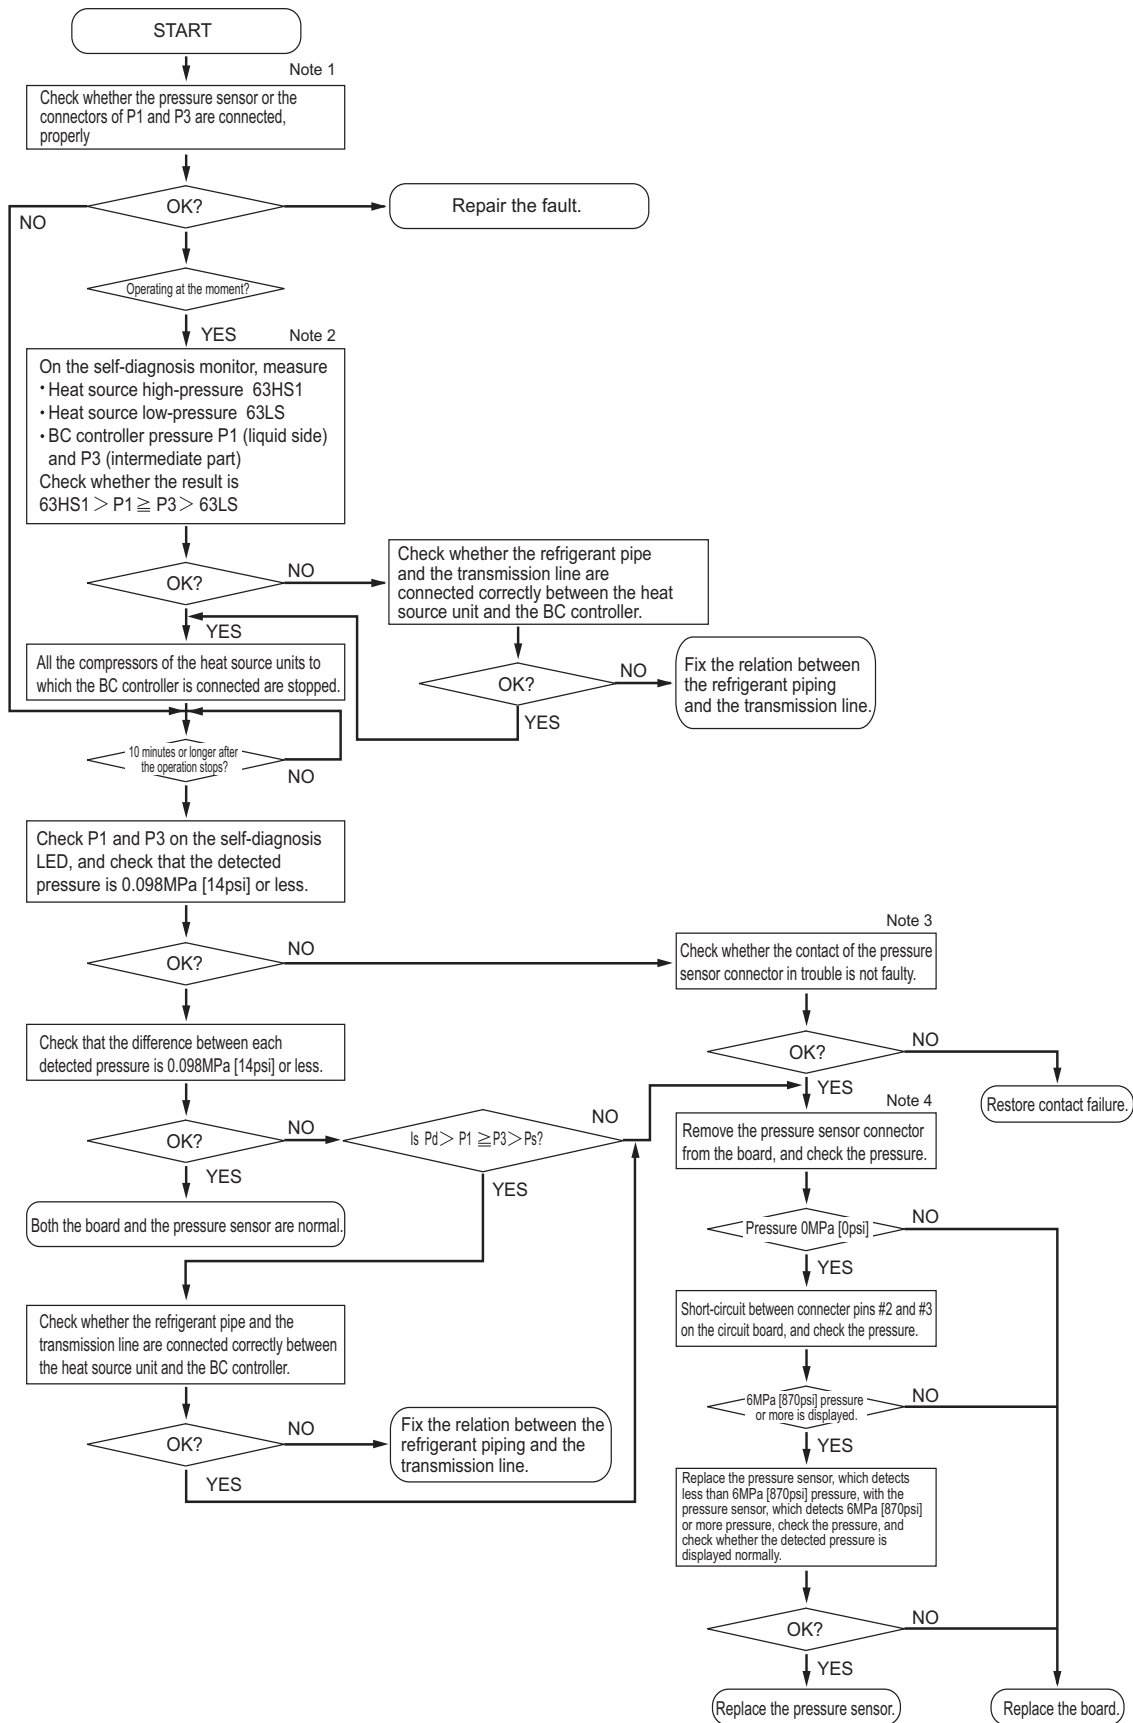 START
Note 1
Check whether the pressure sensor or the
connectors of P1 and P3 are connected,
properly
OK?
NO
Repair the fault.
Operating at the moment?
YES
Note 2
On the self-diagnosis monitor, measure
・Heat source high-pressure 63HS1
・Heat source low-pressure 63LS
・BC controller pressure P1 (liquid side)
and P3 (intermediate part)
Check whether the result is
63HS1＞P1≧P3＞63LS
OK?
NO
YES
Check whether the refrigerant pipe
and the transmission line are
connected correctly between the heat
source unit and the BC controller.
OK?
NO
YES
Fix the relation between
the refrigerant piping
and the transmission line.
All the compressors of the heat source units to
which the BC controller is connected are stopped.
10 minutes or longer after
the operation stops?
NO
Check P1 and P3 on the self-diagnosis
LED, and check that the detected
pressure is 0.098MPa [14psi] or less.
OK?
NO
Note 3
Check whether the contact of the pressure
sensor connector in trouble is not faulty.
OK?
NO
YES
Restore contact failure.
Check that the difference between each
detected pressure is 0.098MPa [14psi] or less.
OK?
NO
YES
Is Pd＞P1≧P3＞Ps?
NO
YES
Both the board and the pressure sensor are normal.
Note 4
Remove the pressure sensor connector
from the board, and check the pressure.
Pressure 0MPa [0psi]
NO
YES
Check whether the refrigerant pipe and the
transmission line are connected correctly between
the heat source unit and the BC controller.
OK?
NO
YES
Fix the relation between the
refrigerant piping and the
transmission line.
Short-circuit between connecter pins #2 and #3
on the circuit board, and check the pressure.
6MPa [870psi] pressure
or more is displayed.
NO
YES
Replace the pressure sensor, which detects
less than 6MPa [870psi] pressure, with the
pressure sensor, which detects 6MPa [870psi]
or more pressure, check the pressure, and
check whether the detected pressure is
displayed normally.
OK?
NO
YES
Replace the pressure sensor.
Replace the board.